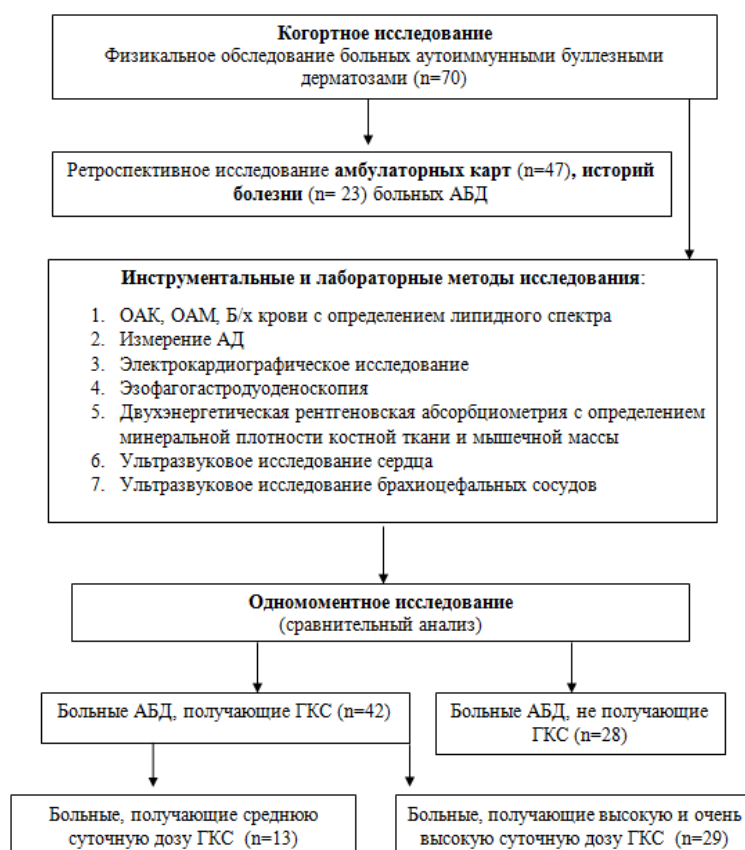 Когортное исследование
Физикальное обследование больных аутоиммунными буллезными
дерматозами (n=70)
Ретроспективное исследование амбулаторных карт (n=47), историй
болезни (n= 23) больных АБД
Инструментальные и лабораторные методы исследования:
1. ОАК, ОАМ, Б/х крови с определением липидного спектра
2. Измерение АД
3. Электрокардиографическое исследование
4. Эзофагогастродуоденоскопия
5. Двухэнергетическая рентгеновская абсорбциометрия с определением
минеральной плотности костной ткани и мышечной массы
6. Ультразвуковое исследование сердца
7. Ультразвуковое исследование брахиоцефальных сосудов
Одномоментное исследование
(сравнительный анализ)
Больные АБД, получающие ГКС (n=42)
Больные АБД, не получающие
ГКС (n=28)
Больные, получающие среднюю
суточную дозу ГКС (n=13)
Больные, получающие высокую и очень
высокую суточную дозу ГКС (n=29)